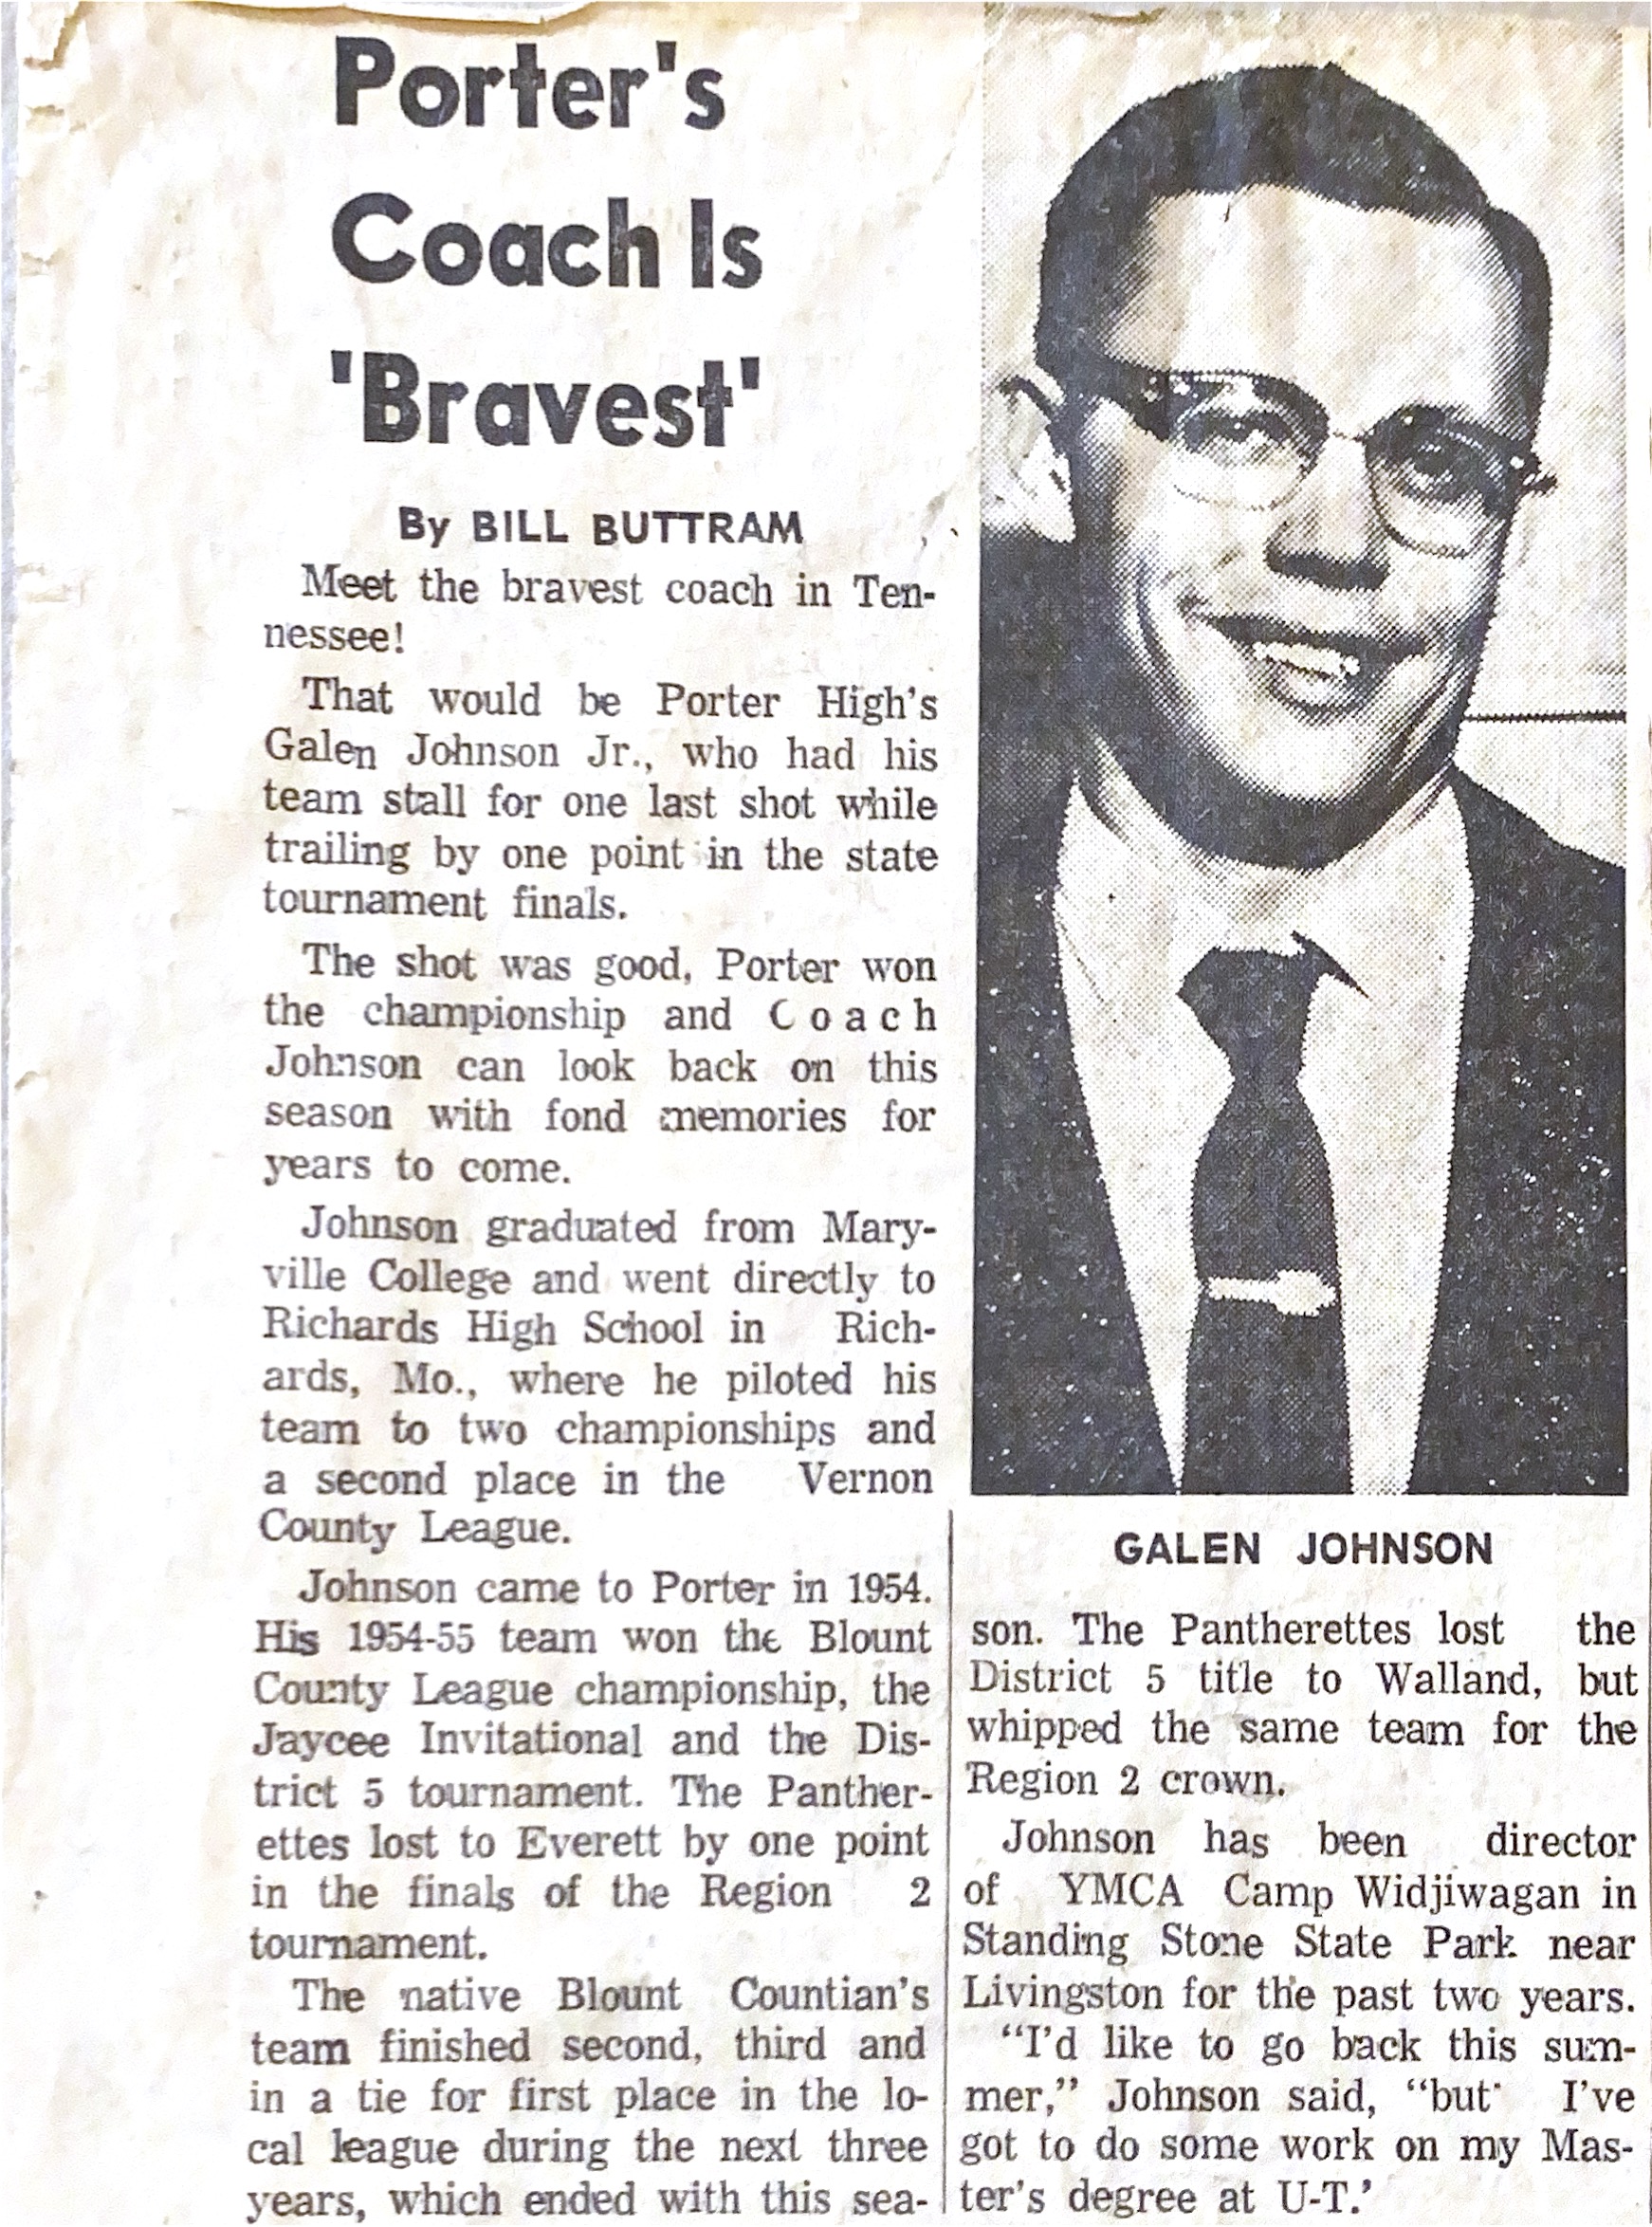 Porter's
Coach Is
'Bravest'
By BILL BUTTRAM
Meet the bravest coach in Ten-
nessee!
That would be Porter High's
Galen Johnson Jr., who had his
team stall for one last shot while
trailing by one point in the state
tournament finals.
The shot was good, Porter won
the championship and Coach
Johnson can look back on this
season with fond memories for
years to come.
Johnson graduated from Mary-
ville College and went directly to
Richards High School in Rich-
ards, Mo., where he piloted his
team to two championships and
a second place in the Vernon
County League.
Johnson came to Porter in 1954.
His 1954-55 team won the Blount
County League championship, the
Jaycee Invitational and the Dis-
trict 5 tournament. The Panther-
ettes lost to Everett by one point
in the finals of the Region 2
tournament.
The native Blount Countian's
team finished second, third and
in a tie for first place in the lo-
cal league during the next three
years, which ended with this sea-
GALEN JOHNSON
son. The Pantherettes lost the
District 5 title to Walland, but
whipped the same team for the
Region 2 crown.
Johnson has been director
of YMCA Camp Widjiwagan in
Standing Stone State Park near
Livingston for the past two years.
"I'd like to go back this sum-
mer," Johnson said, "but I've
got to do some work on my Mas-
ter's degree at U-T.'